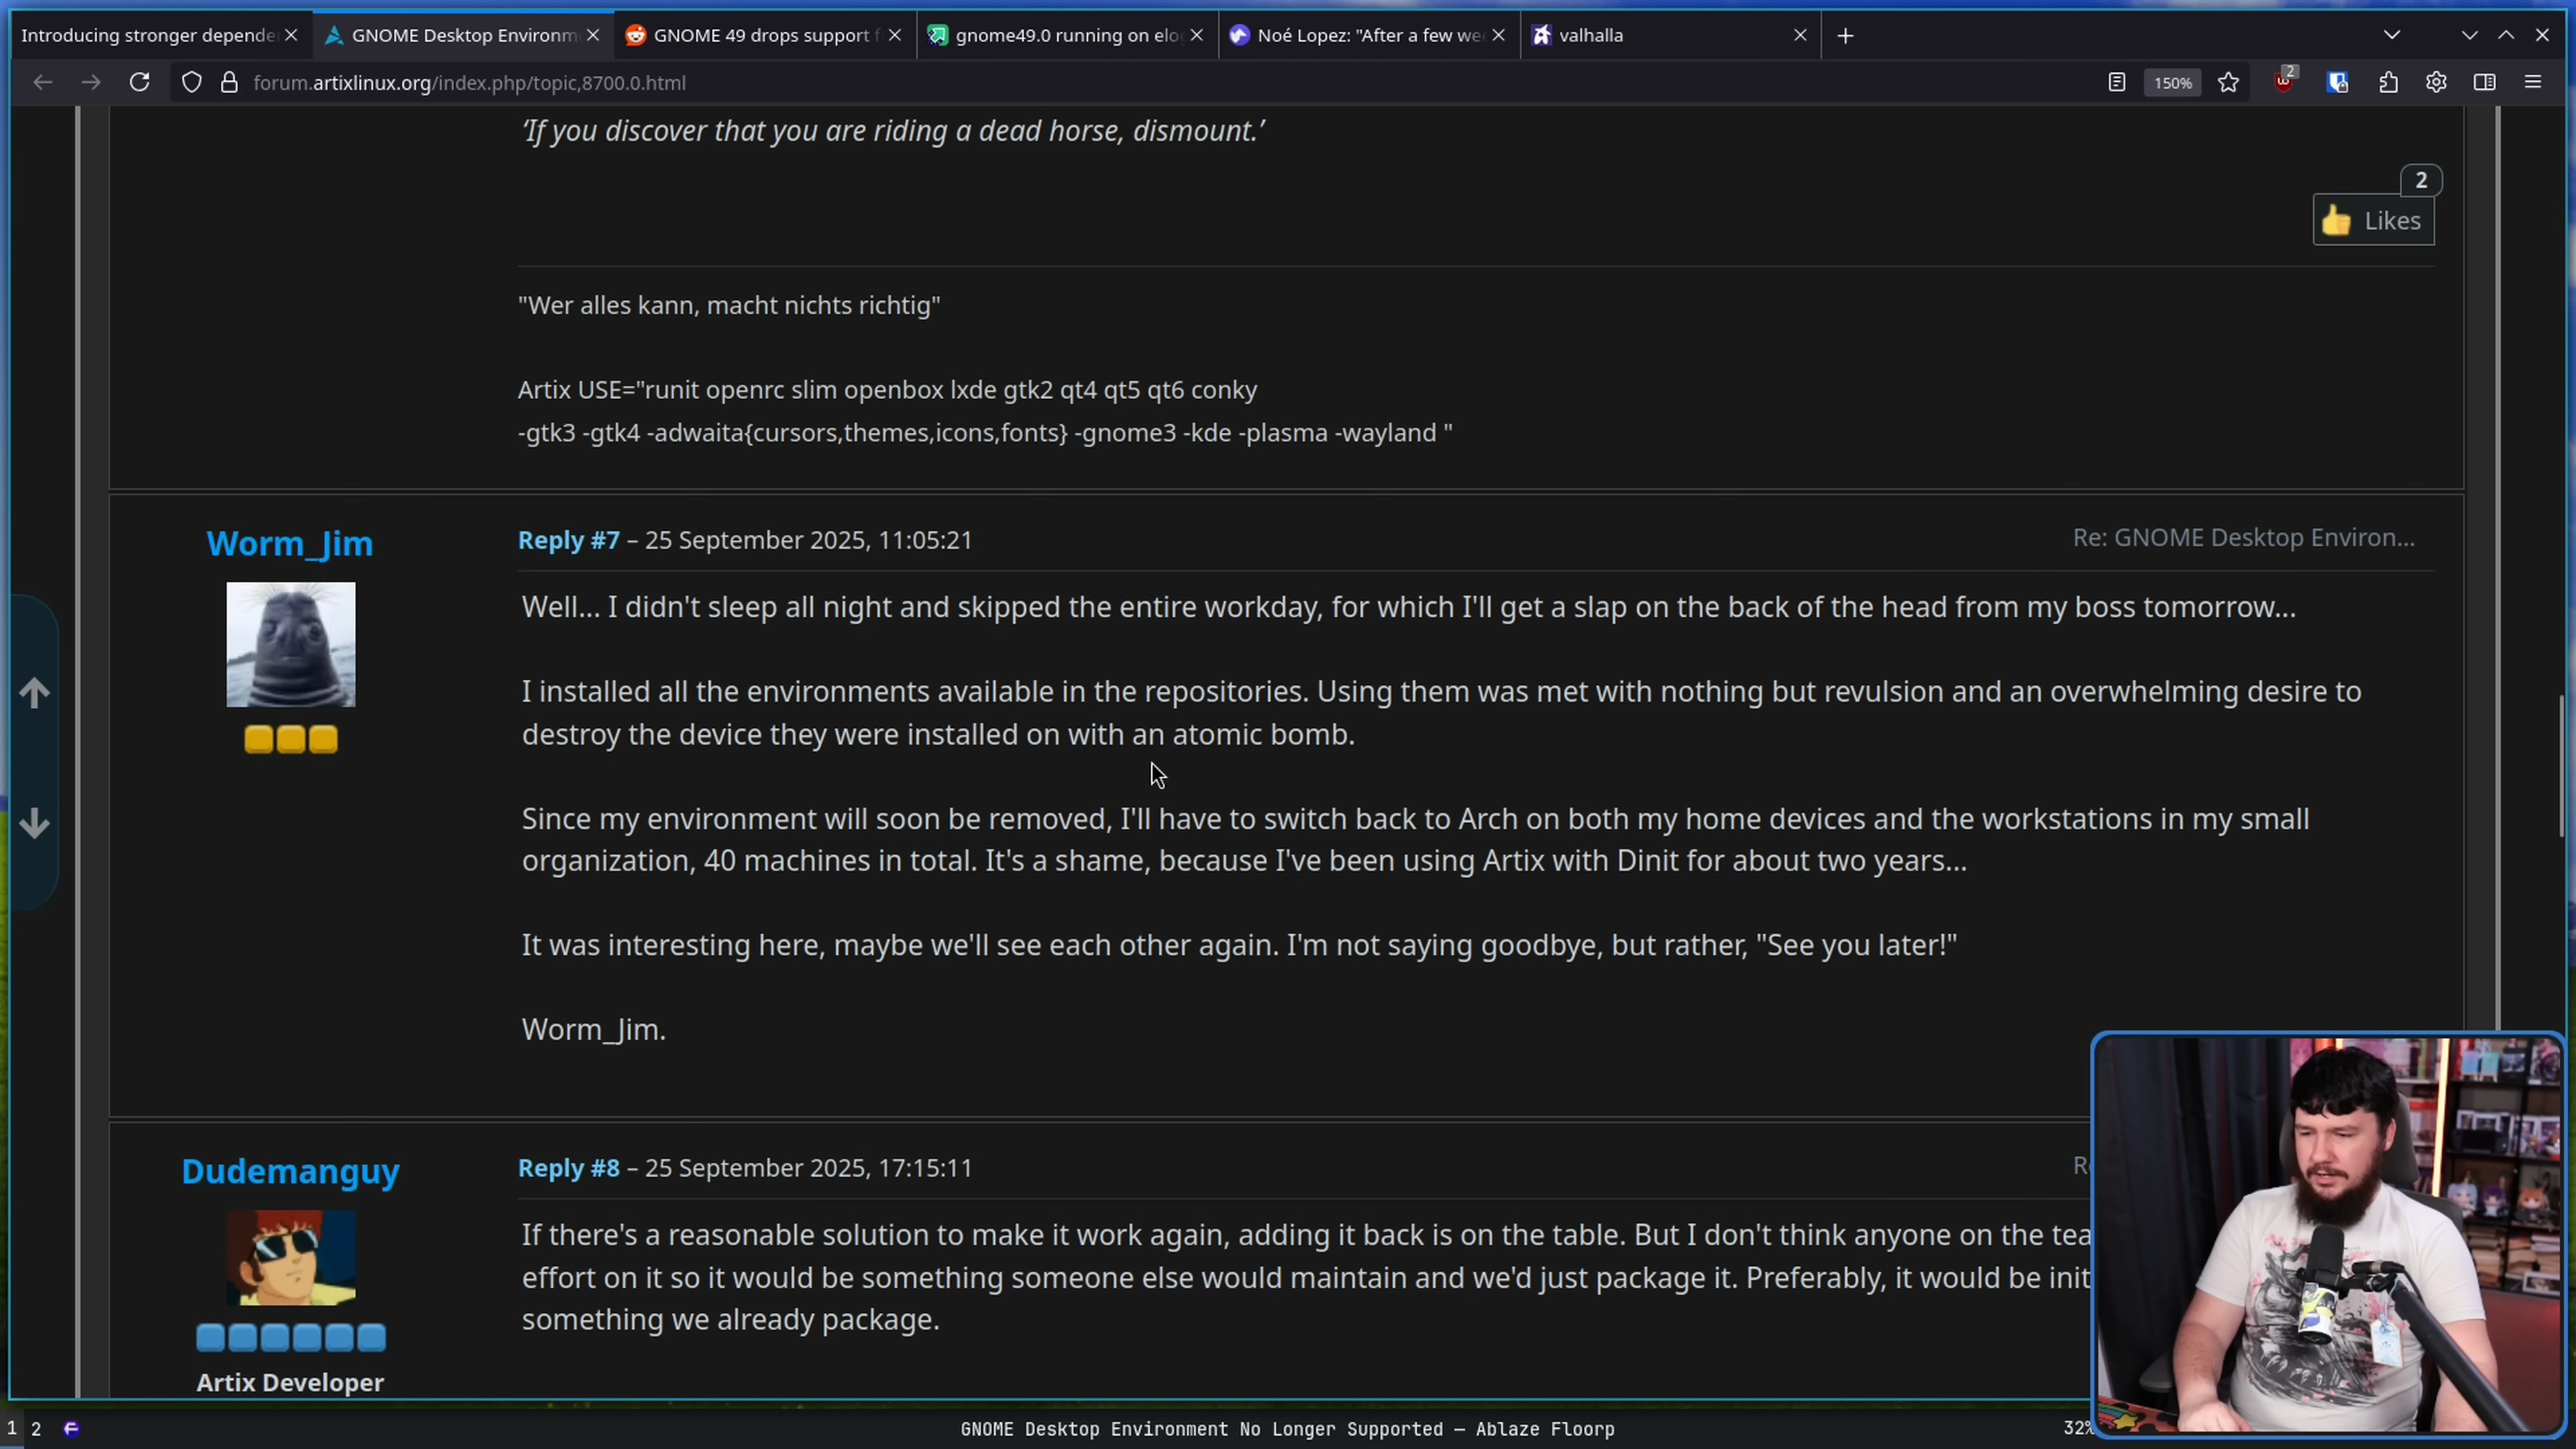 Introducing stronger depende
GNOME Desktop Environm
GNOME 49 drops support f
gnome49.0 running on elog
Noé Lopez: "After a few wee
valhalla
forum.artixlinux.org/index.php/topic,8700.0.html
150%
2
‘If you discover that you are riding a dead horse, dismount.’
2
Likes
"Wer alles kann, macht nichts richtig"
Artix USE="runit openrc slim openbox lxde gtk2 qt4 qt5 qt6 conky
-gtk3 -gtk4 -adwaita{cursors,themes,icons,fonts} -gnome3 -kde -plasma -wayland "
Worm_Jim
Reply #7 – 25 September 2025, 11:05:21
Re: GNOME Desktop Environ...
Well... I didn't sleep all night and skipped the entire workday, for which I'll get a slap on the back of the head from my boss tomorrow...
I installed all the environments available in the repositories. Using them was met with nothing but revulsion and an overwhelming desire to
destroy the device they were installed on with an atomic bomb.
Since my environment will soon be removed, I'll have to switch back to Arch on both my home devices and the workstations in my small
organization, 40 machines in total. It's a shame, because I've been using Artix with Dinit for about two years...
It was interesting here, maybe we'll see each other again. I'm not saying goodbye, but rather, "See you later!"
Worm_Jim.
Dudemanguy
Reply #8 – 25 September 2025, 17:15:11
If there's a reasonable solution to make it work again, adding it back is on the table. But I don't think anyone on the tea
effort on it so it would be something someone else would maintain and we'd just package it. Preferably, it would be init
something we already package.
Artix Developer
1 2
GNOME Desktop Environment No Longer Supported — Ablaze Floorp
32%